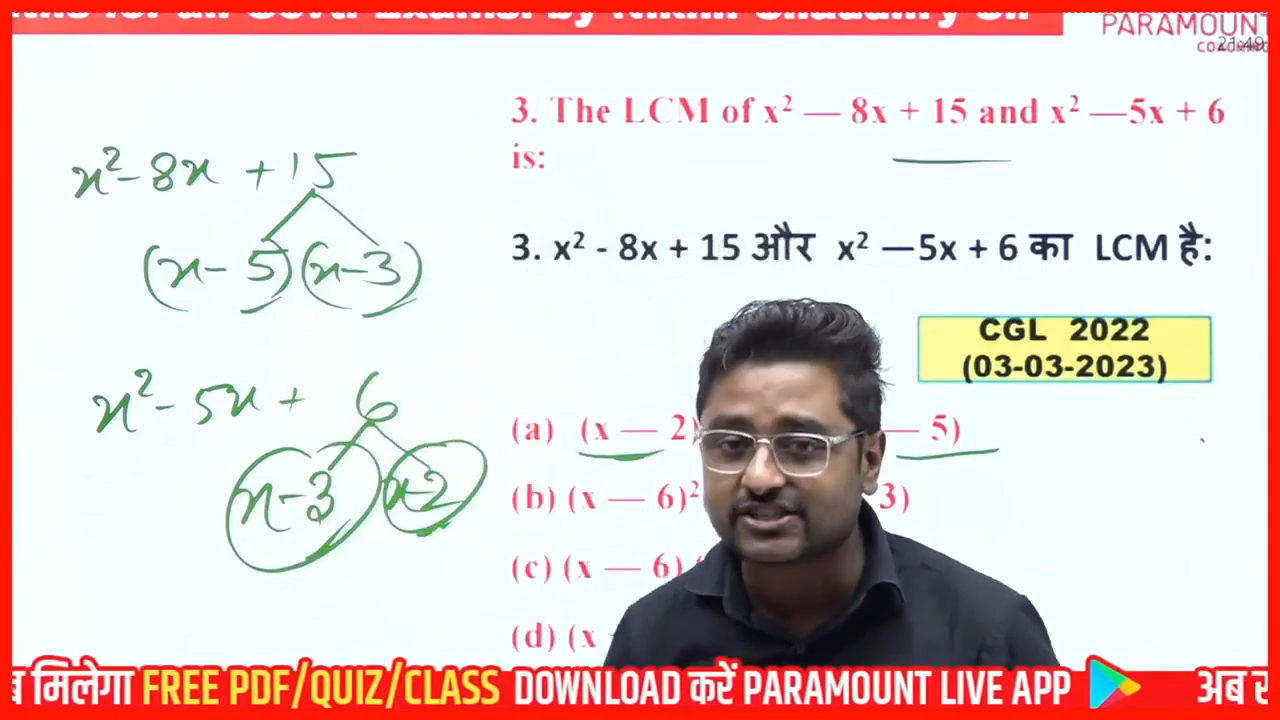 PARAMOUNT
21:49
3. The LCM of x² — 8x + 15 and x² —5x + 6
is:
x² - 8x + 15
(x - 5)(x - 3)
3. x² - 8x + 15 और x² —5x + 6 का LCM है:
CGL 2022
(03-03-2023)
x² - 5x + 6
x - 3 x - 2
(a) (x — 2) — 5)
(b) (x — 6)² 3)
(c) (x — 6)
(d) (x
मिलेगा FREE PDF/QUIZ/CLASS DOWNLOAD करें PARAMOUNT LIVE APP अब